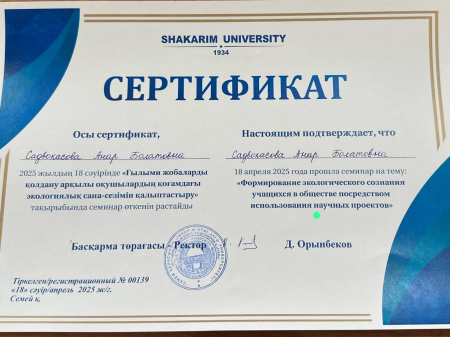 SHAKARIM UNIVERSITY
1934
СЕРТИФИКАТ
Осы сертификат,
Садвокасова Анар Болатовна
2025 жылдың 18 сәуірінде «Ғылыми жобаларды
қолдану арқылы оқушылардың қоғамдағы
экологиялық сана-сезімін қалыптастыру»
тақырыбында семинар өткенін растайды
Настоящим подтверждает, что
Садвокасова Анар Болатовна
18 апреля 2025 года прошла семинар на тему:
«Формирование экологического сознания
учащихся в обществе посредством
использования научных проектов»
Басқарма төрағасы - Ректор
Д. Орынбеков
Тіркелген/регистрационный № 00139
«18» сәуір/апрель 2025 ж/г.
Семей қ.